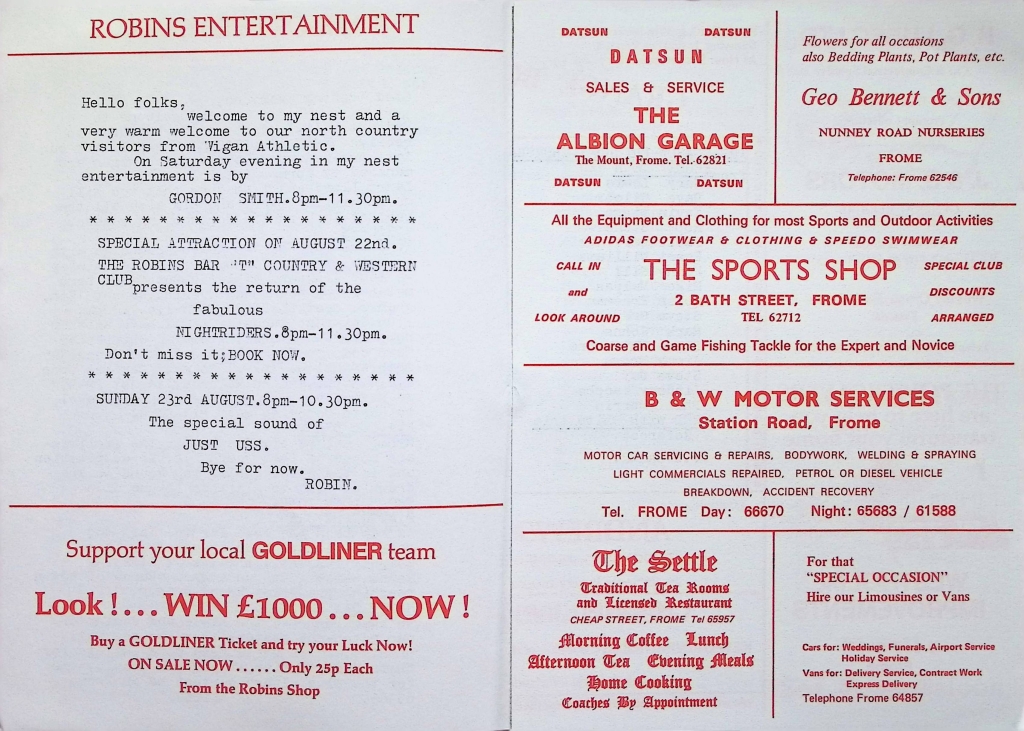 ROBINS ENTERTAINMENT
Hello folks,
welcome to my nest and a
very warm welcome to our north country
visitors from Wigan Athletic.
On Saturday evening in my nest
entertainment is by
GORDON SMITH.8pm-11.30pm.
* * * * * * * * * * * * * * * * * * *
SPECIAL ATTRACTION ON AUGUST 22nd.
THE ROBINS BAR "T" COUNTRY & WESTERN
CLUB presents the return of the
fabulous
NIGHTRIDERS.8pm-11.30pm.
Don't miss it;BOOK NOW.
* * * * * * * * * * * * * * * * * * *
SUNDAY 23rd AUGUST.8pm-10.30pm.
The special sound of
JUST USS.
Bye for now.
ROBIN.
Support your local GOLDLINER team
Look !... WIN £1000 ... NOW !
Buy a GOLDLINER Ticket and try your Luck Now!
ON SALE NOW ...... Only 25p Each
From the Robins Shop
DATSUN DATSUN
DATSUN
SALES & SERVICE
THE
ALBION GARAGE
The Mount, Frome. Tel. 62821
DATSUN DATSUN
Flowers for all occasions
also Bedding Plants, Pot Plants, etc.
Geo Bennett & Sons
NUNNEY ROAD NURSERIES
FROME
Telephone: Frome 62546
All the Equipment and Clothing for most Sports and Outdoor Activities
ADIDAS FOOTWEAR & CLOTHING & SPEEDO SWIMWEAR
CALL IN
and
LOOK AROUND
THE SPORTS SHOP
2 BATH STREET, FROME
TEL 62712
SPECIAL CLUB
DISCOUNTS
ARRANGED
Coarse and Game Fishing Tackle for the Expert and Novice
B & W MOTOR SERVICES
Station Road, Frome
MOTOR CAR SERVICING & REPAIRS, BODYWORK, WELDING & SPRAYING
LIGHT COMMERCIALS REPAIRED, PETROL OR DIESEL VEHICLE
BREAKDOWN, ACCIDENT RECOVERY
Tel. FROME Day: 66670 Night: 65683 / 61588
The Settle
Traditional Tea Rooms
and Licensed Restaurant
CHEAP STREET, FROME Tel 65957
Morning Coffee Lunch
Afternoon Tea Evening Meals
Home Cooking
Coaches By Appointment
For that
"SPECIAL OCCASION"
Hire our Limousines or Vans
Cars for: Weddings, Funerals, Airport Service
Holiday Service
Vans for: Delivery Service, Contract Work
Express Delivery
Telephone Frome 64857